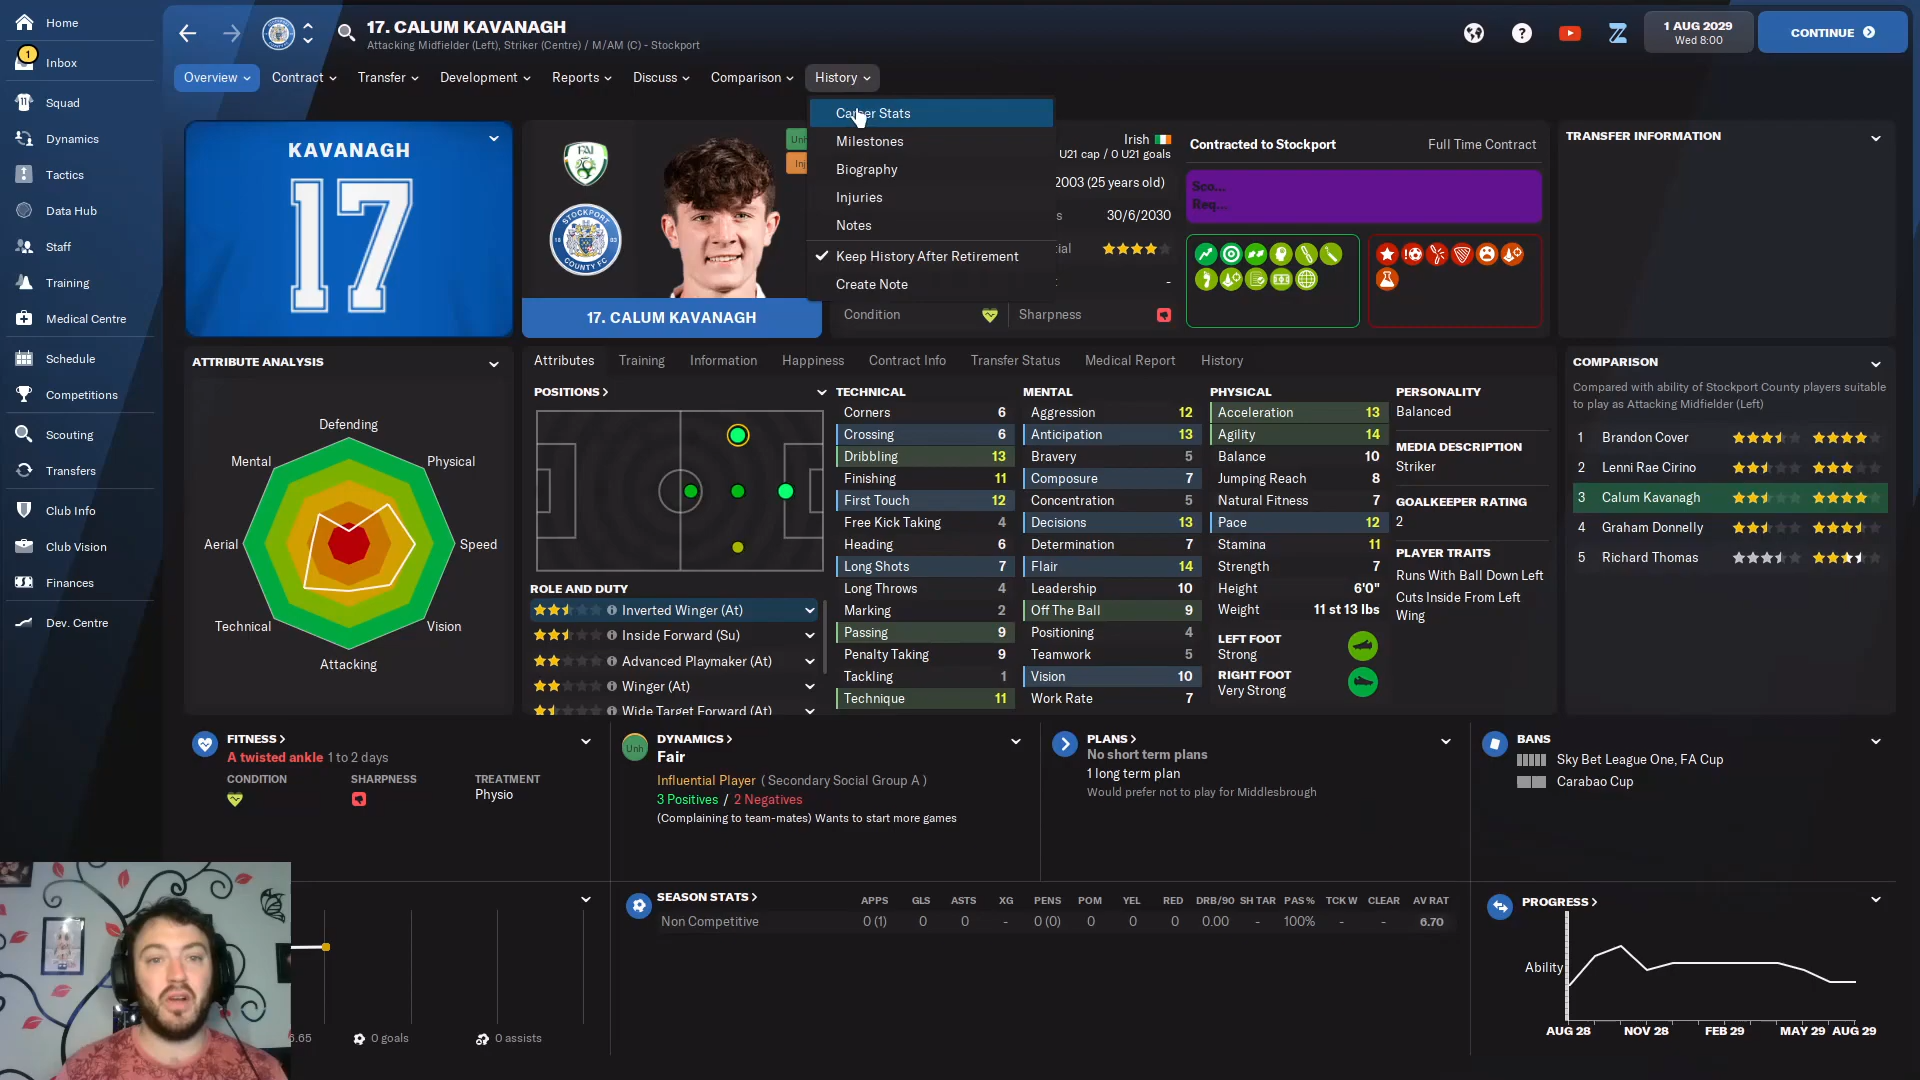 Home
1
Inbox
Squad
Dynamics
Tactics
Data Hub
Staff
Training
Medical Centre
Schedule
Competitions
Scouting
Transfers
Club Info
Club Vision
Finances
Dev. Centre
17. CALUM KAVANAGH
Attacking Midfielder (Left), Striker (Centre) / M/AM (C) - Stockport
1 AUG 2029
Wed 8:00
CONTINUE
Overview
Contract
Transfer
Development
Reports
Discuss
Comparison
History
Career Stats
Milestones
Biography
Injuries
Notes
Keep History After Retirement
Create Note
KAVANAGH
17
FAI
STOCKPORT COUNTY FC
17. CALUM KAVANAGH
Irish
U21 cap / 0 U21 goals
2003 (25 years old)
30/6/2030
-
Condition
Sharpness
Contracted to Stockport
Full Time Contract
Sco...
Req...
TRANSFER INFORMATION
ATTRIBUTE ANALYSIS
Defending
Mental
Physical
Aerial
Speed
Technical
Vision
Attacking
Attributes
Training
Information
Happiness
Contract Info
Transfer Status
Medical Report
History
POSITIONS
ROLE AND DUTY
Inverted Winger (At)
Inside Forward (Su)
Advanced Playmaker (At)
Winger (At)
Wide Target Forward (At)
TECHNICAL
Corners 6
Crossing 6
Dribbling 13
Finishing 11
First Touch 12
Free Kick Taking 4
Heading 6
Long Shots 7
Long Throws 4
Marking 2
Passing 9
Penalty Taking 9
Tackling 1
Technique 11
MENTAL
Aggression 12
Anticipation 13
Bravery 5
Composure 7
Concentration 5
Decisions 13
Determination 7
Flair 14
Leadership 10
Off The Ball 9
Positioning 4
Teamwork 5
Vision 10
Work Rate 7
PHYSICAL
Acceleration 13
Agility 14
Balance 10
Jumping Reach 8
Natural Fitness 7
Pace 12
Stamina 11
Strength 7
Height 6'0"
Weight 11 st 13 lbs
LEFT FOOT
Strong
RIGHT FOOT
Very Strong
PERSONALITY
Balanced
MEDIA DESCRIPTION
Striker
GOALKEEPER RATING
2
PLAYER TRAITS
Runs With Ball Down Left
Cuts Inside From Left
Wing
COMPARISON
Compared with ability of Stockport County players suitable
to play as Attacking Midfielder (Left)
1 Brandon Cover
2 Lenni Rae Cirino
3 Calum Kavanagh
4 Graham Donnelly
5 Richard Thomas
FITNESS
A twisted ankle 1 to 2 days
CONDITION SHARPNESS TREATMENT
Physio
Unh
DYNAMICS
Fair
Influential Player ( Secondary Social Group A )
3 Positives / 2 Negatives
(Complaining to team-mates) Wants to start more games
PLANS
No short term plans
1 long term plan
Would prefer not to play for Middlesbrough
BANS
Sky Bet League One, FA Cup
Carabao Cup
0 goals
0 assists
SEASON STATS APPS GLS ASTS XG PENS POM YEL RED DRB/90 SH TAR PAS % TCK W CLEAR AV RAT
Non Competitive 0 (1) 0 0 - 0 (0) 0 0 0 0.00 - 100% - - 6.70
PROGRESS
Ability
AUG 28 NOV 28 FEB 29 MAY 29 AUG 29